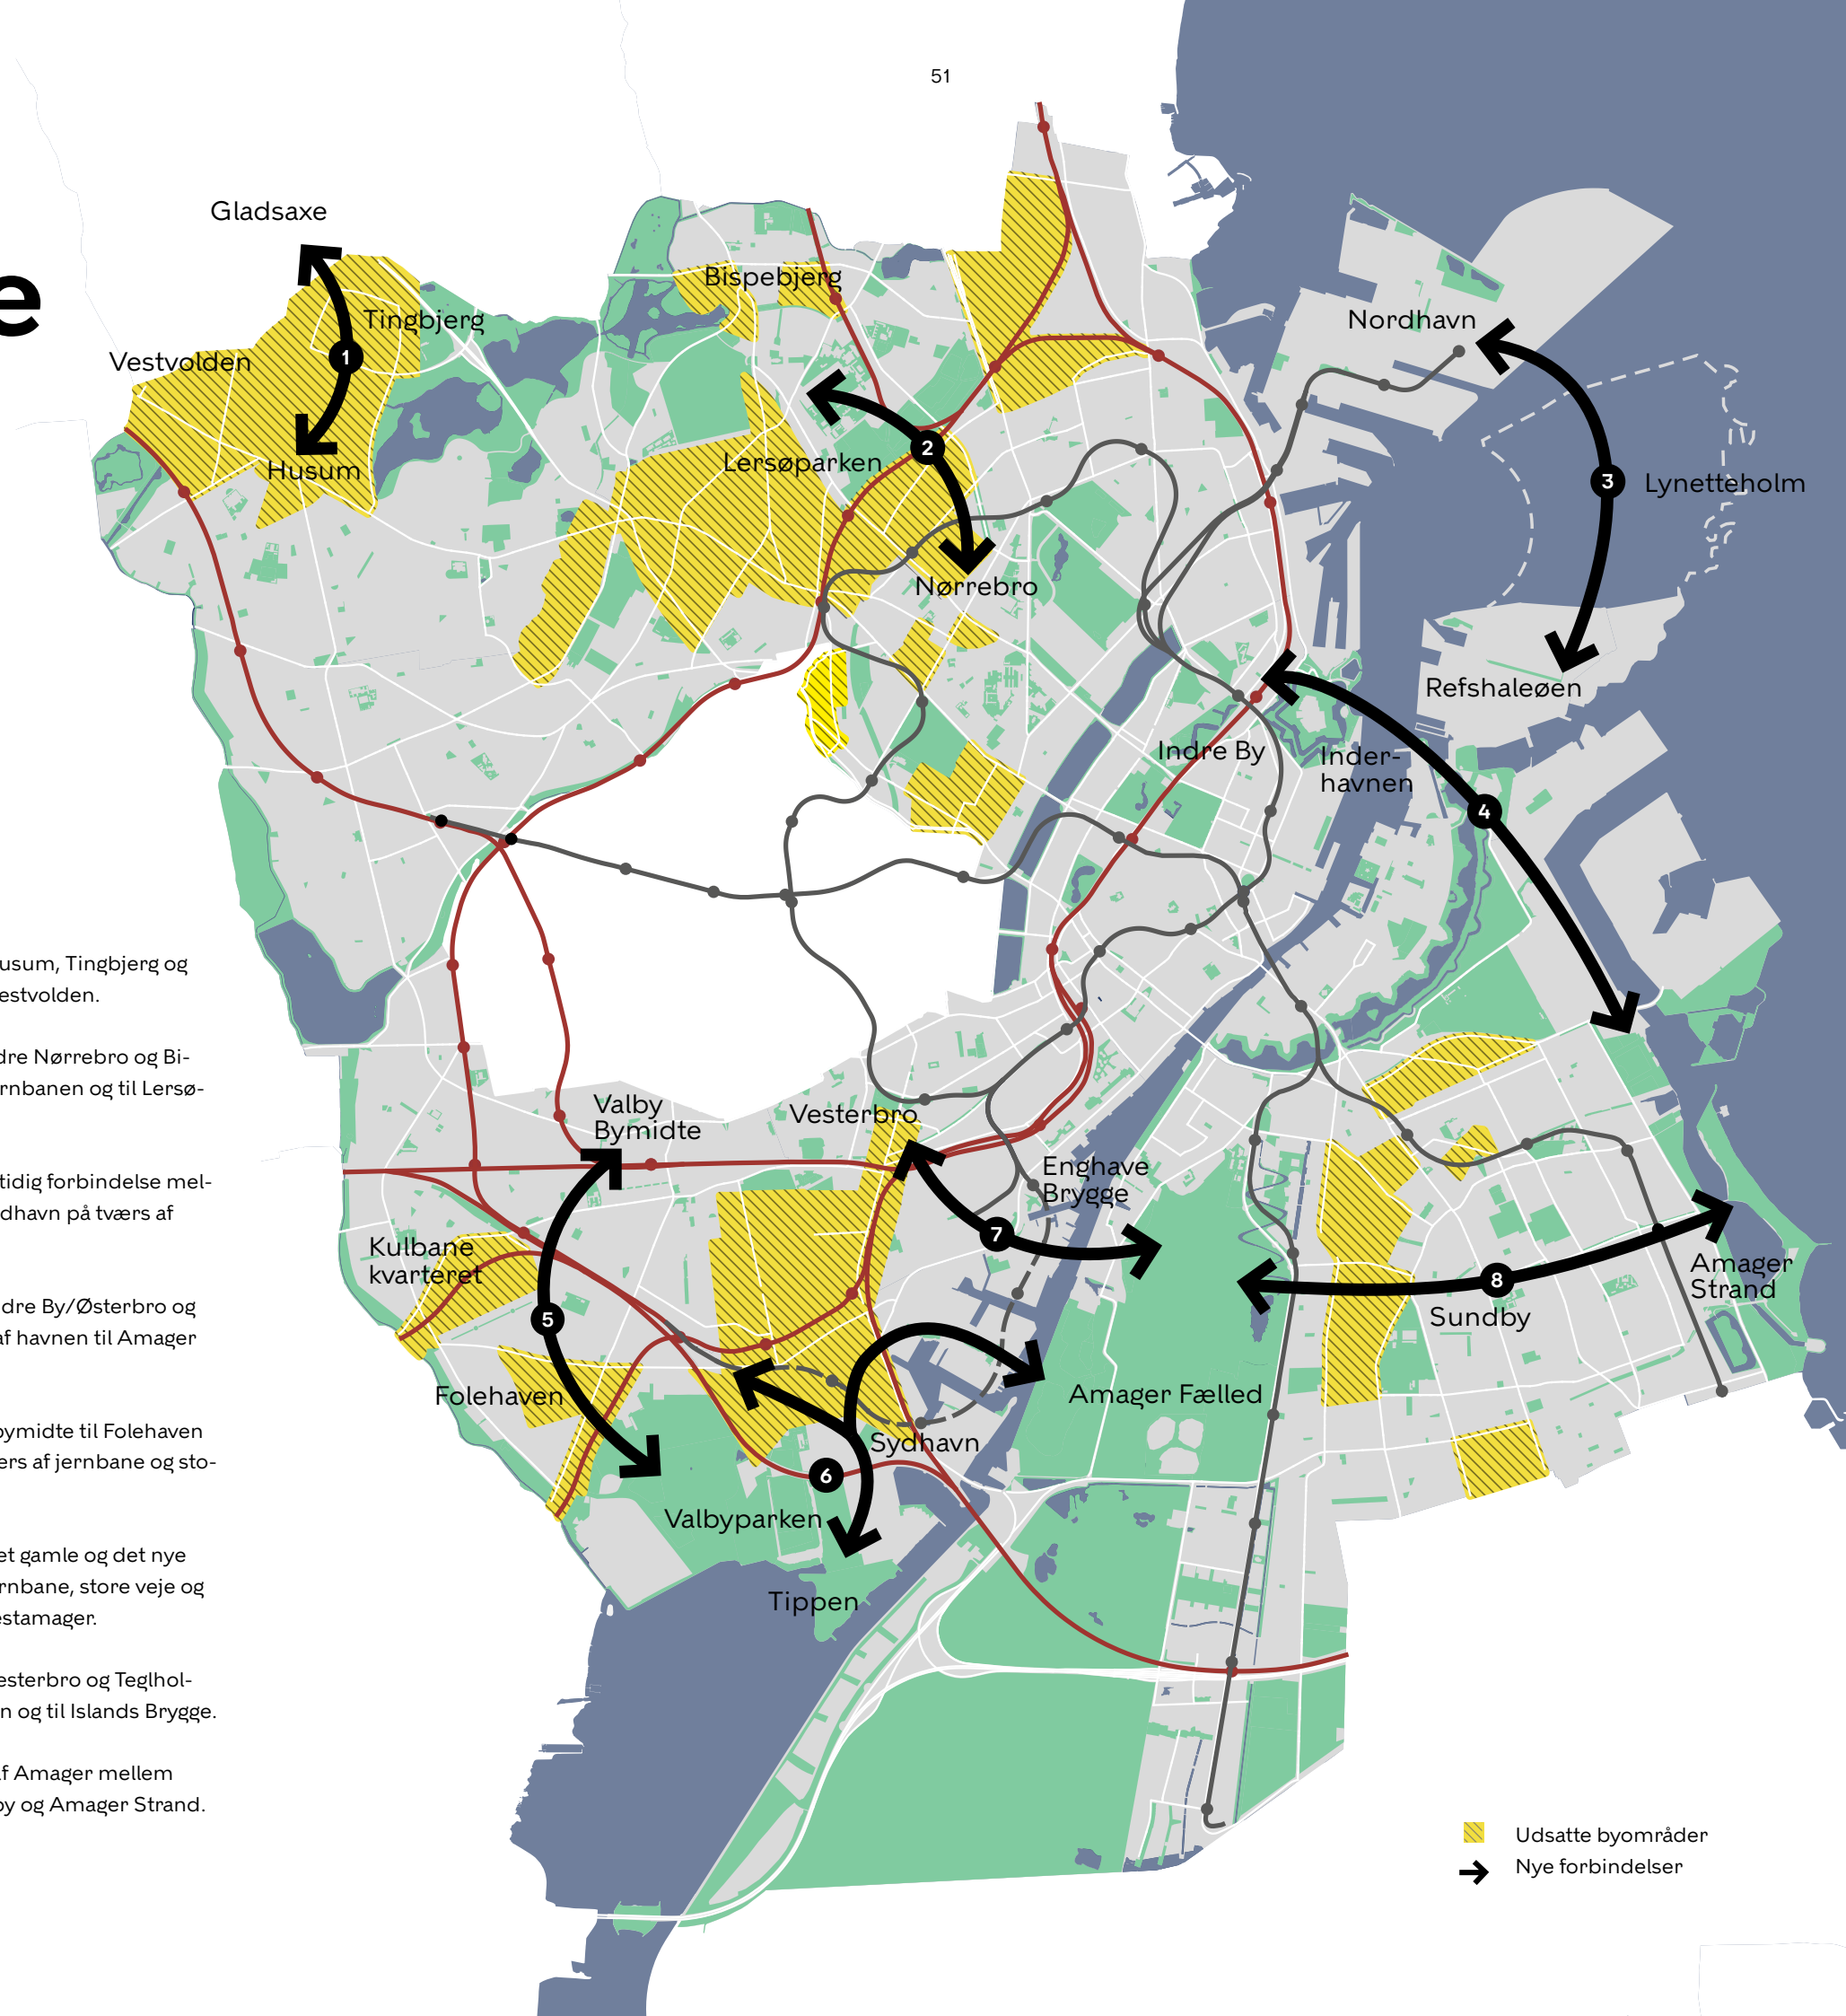 51
e
Gladsaxe
Tingbjerg
Vestvolden
1
Husum
Bispebjerg
2
Lersøparken
Nørrebro
Nordhavn
3
Lynetteholm
Refshaleøen
Indre By
Inder-
havnen
4
usum, Tingbjerg og
estvolden.
dre Nørrebro og Bi-
rnbanen og til Lersø-
tidig forbindelse mel-
dhavn på tværs af
dre By/Østerbro og
af havnen til Amager
bymidte til Folehaven
ers af jernbane og sto-
et gamle og det nye
rnbane, store veje og
estamager.
esterbro og Teglhol-
n og til Islands Brygge.
af Amager mellem
by og Amager Strand.
Valby
Bymidte
Vesterbro
Enghave
Brygge
7
Kulbane
kvarteret
5
Folehaven
8
Sundby
Amager
Strand
Amager Fælled
Sydhavn
6
Valbyparken
Tippen
Udsatte byområder
Nye forbindelser